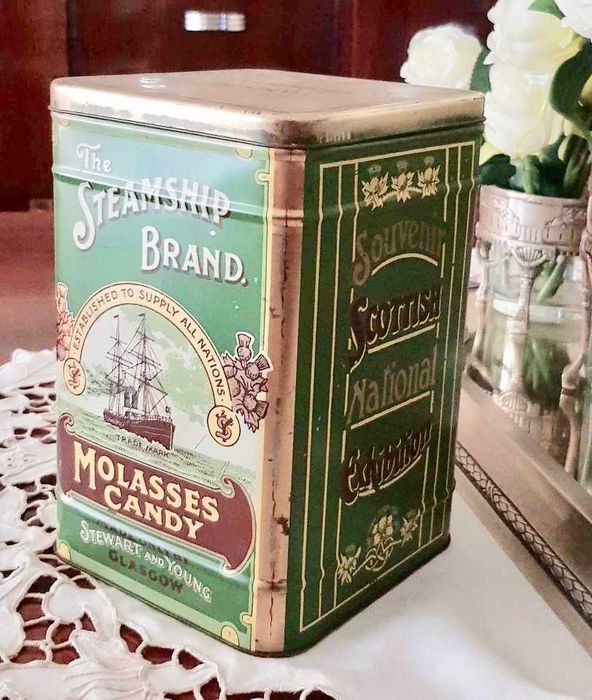 The
STEAMSHIP
BRAND.
ESTABLISHED TO SUPPLY ALL NATIONS
TRADE MARK
MOLASSES
CANDY
STEWART AND YOUNG
GLASGOW
Souvenir
SCOTTISH
National
Exhibition